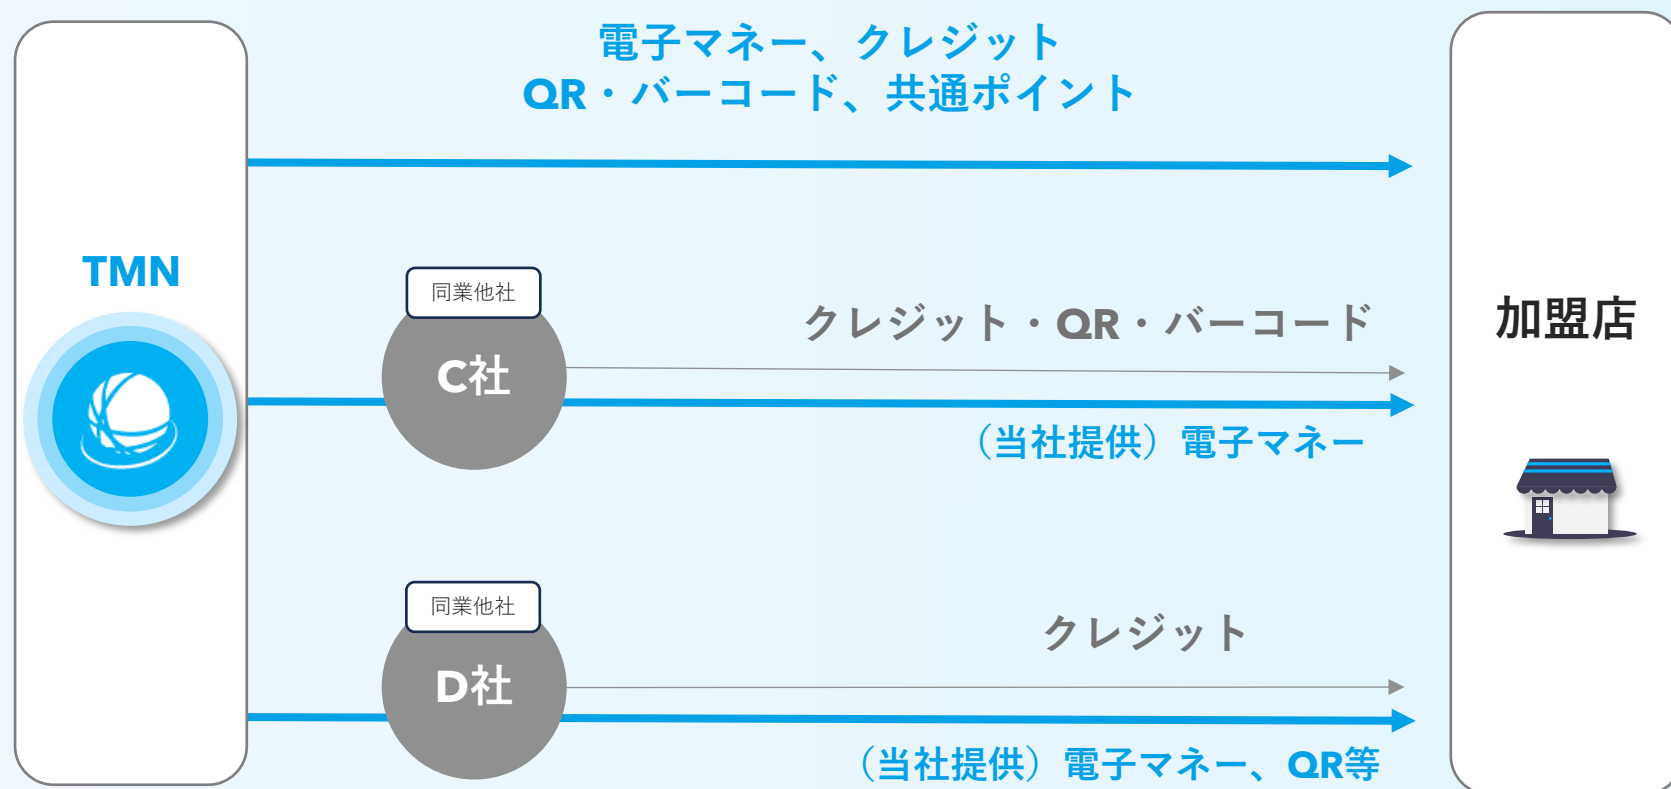 電子マネー、クレジット
QR・バーコード、共通ポイント
TMN
同業他社
C社
クレジット・QR・バーコード
（当社提供）電子マネー
加盟店
同業他社
D社
クレジット
（当社提供）電子マネー、QR等